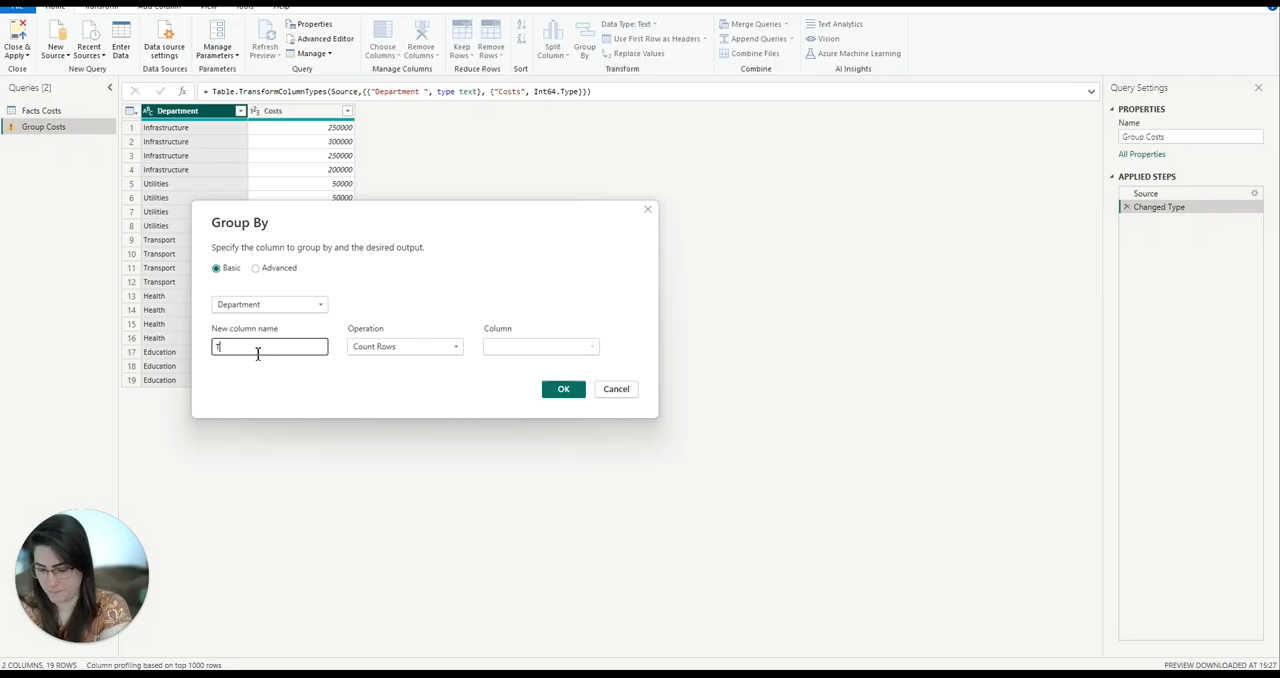 File Home Transform Add Column View Tools Help
Close & Apply
New Source
Recent Sources
Enter Data
Data source settings
Manage Parameters
Refresh Preview
Properties
Advanced Editor
Manage
Choose Columns
Remove Columns
Keep Rows
Remove Rows
Split Column
Group By
Data Type: Text
Use First Row as Headers
Replace Values
Merge Queries
Append Queries
Combine Files
Text Analytics
Vision
Azure Machine Learning
Close New Query Data Sources Parameters Query Manage Columns Reduce Rows Sort Transform Combine AI Insights
Queries [2]
Facts Costs
Group Costs
fx = Table.TransformColumnTypes(Source,{{"Department ", type text}, {"Costs", Int64.Type}})
Department Costs
1 Infrastructure 250000
2 Infrastructure 300000
3 Infrastructure 250000
4 Infrastructure 200000
5 Utilities 50000
6 Utilities 50000
7 Utilities
8 Utilities
9 Transport
10 Transport
11 Transport
12 Transport
13 Health
14 Health
15 Health
16 Health
17 Education
18 Education
19 Education
Group By
Specify the column to group by and the desired output.
Basic Advanced
Department
New column name Operation Column
T Count Rows
OK Cancel
Query Settings
PROPERTIES
Name
Group Costs
All Properties
APPLIED STEPS
Source
Changed Type
2 COLUMNS, 19 ROWS Column profiling based on top 1000 rows
PREVIEW DOWNLOADED AT 15:27